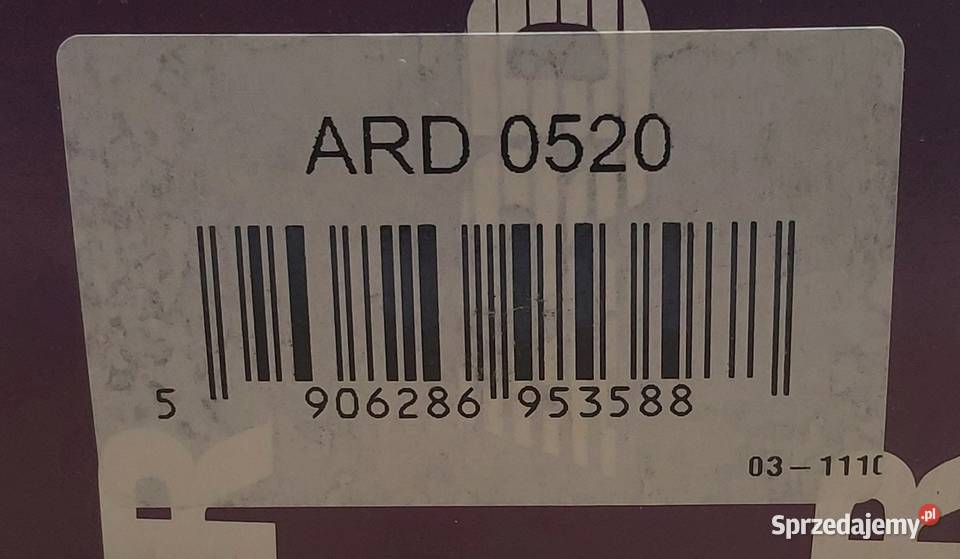 ARD 0520
5 906286 953588
03-111
Sprzedajemy.pl